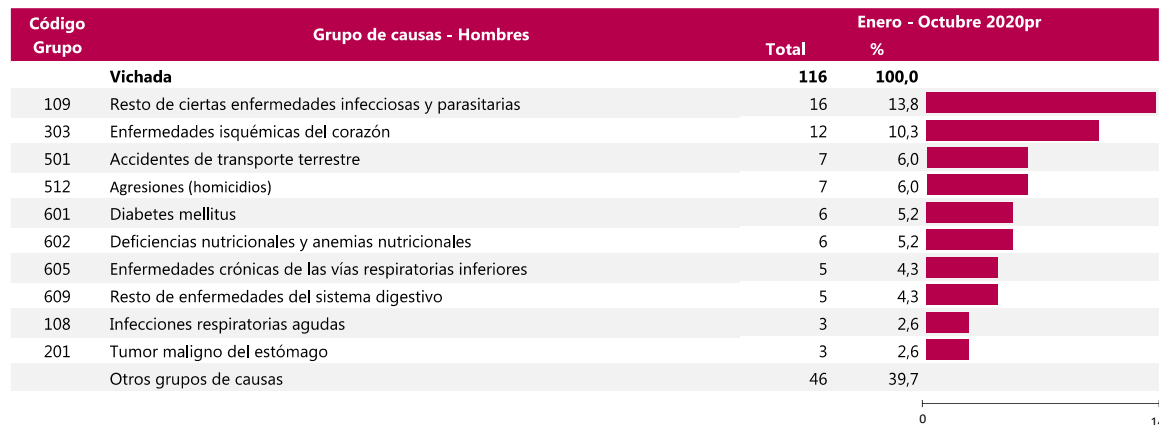 Código Grupo Grupo de causas - Hombres Enero - Octubre 2020pr
Total %
Vichada 116 100,0
109 Resto de ciertas enfermedades infecciosas y parasitarias 16 13,8
303 Enfermedades isquémicas del corazón 12 10,3
501 Accidentes de transporte terrestre 7 6,0
512 Agresiones (homicidios) 7 6,0
601 Diabetes mellitus 6 5,2
602 Deficiencias nutricionales y anemias nutricionales 6 5,2
605 Enfermedades crónicas de las vías respiratorias inferiores 5 4,3
609 Resto de enfermedades del sistema digestivo 5 4,3
108 Infecciones respiratorias agudas 3 2,6
201 Tumor maligno del estómago 3 2,6
Otros grupos de causas 46 39,7
0